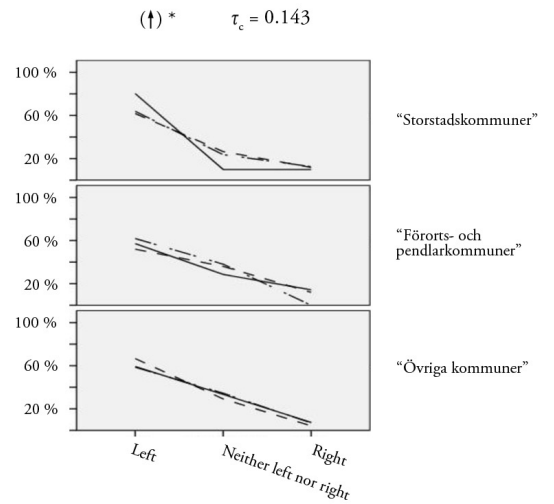 (↑) * τc = 0.143
100 %
60 %
20 %
“Storstadskommuner”
100 %
60 %
20 %
“Förorts- och
pendlarkommuner”
100 %
60 %
20 %
“Övriga kommuner”
Left
Neither left nor right
Right